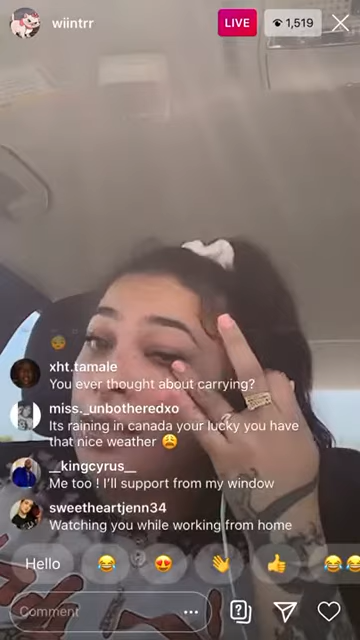 wiintrr
LIVE
1,519
xht.tamale
You ever thought about carrying?
miss._unbotheredxo
Its raining in canada your lucky you have
that nice weather 😩
__kingcyrus__
Me too ! I'll support from my window
sweetheartjenn34
Watching you while working from home
Hello
Comment